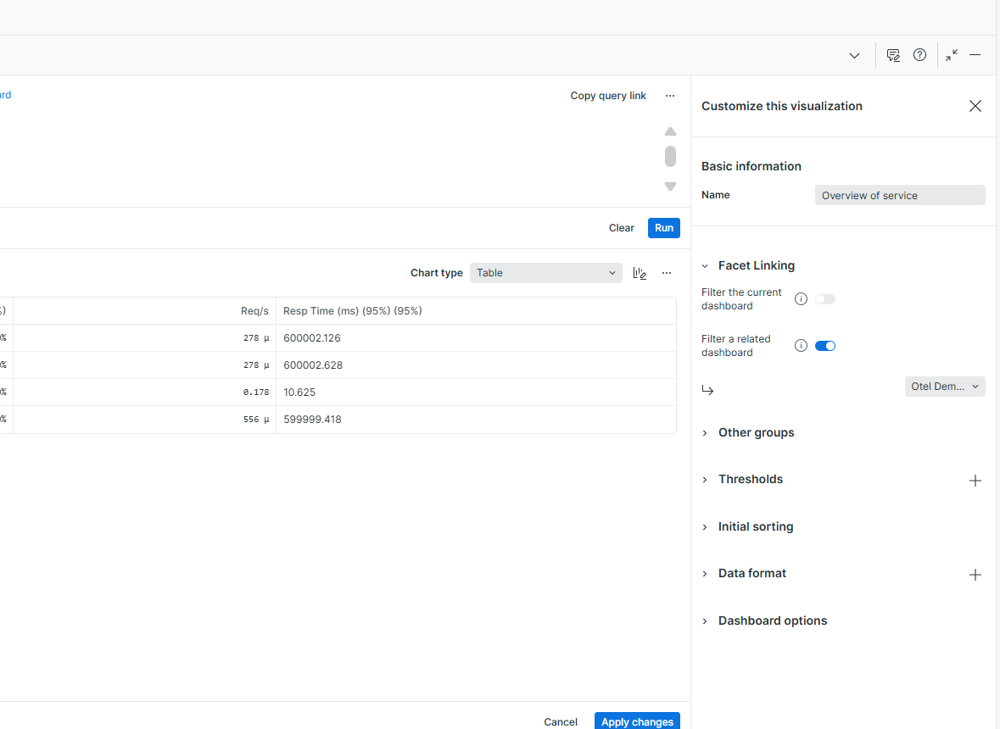 Copy query link
Customize this visualization
Basic information
Name
Overview of service
Clear
Run
Chart type
Table
Req/s
Resp Time (ms) (95%) (95%)
278 µ
600002.126
278 µ
600002.628
0.178
10.625
556 µ
599999.418
Facet Linking
Filter the current
dashboard
Filter a related
dashboard
Otel Dem...
Other groups
Thresholds
Initial sorting
Data format
Dashboard options
Cancel
Apply changes